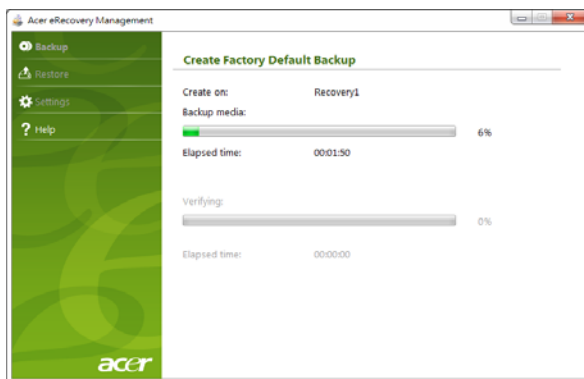 Acer eRecovery Management
Backup
Restore
Settings
Help
Create Factory Default Backup
Create on: Recovery1
Backup media:
6%
Elapsed time: 00:01:50
Verifying:
0%
Elapsed time: 00:00:00
acer